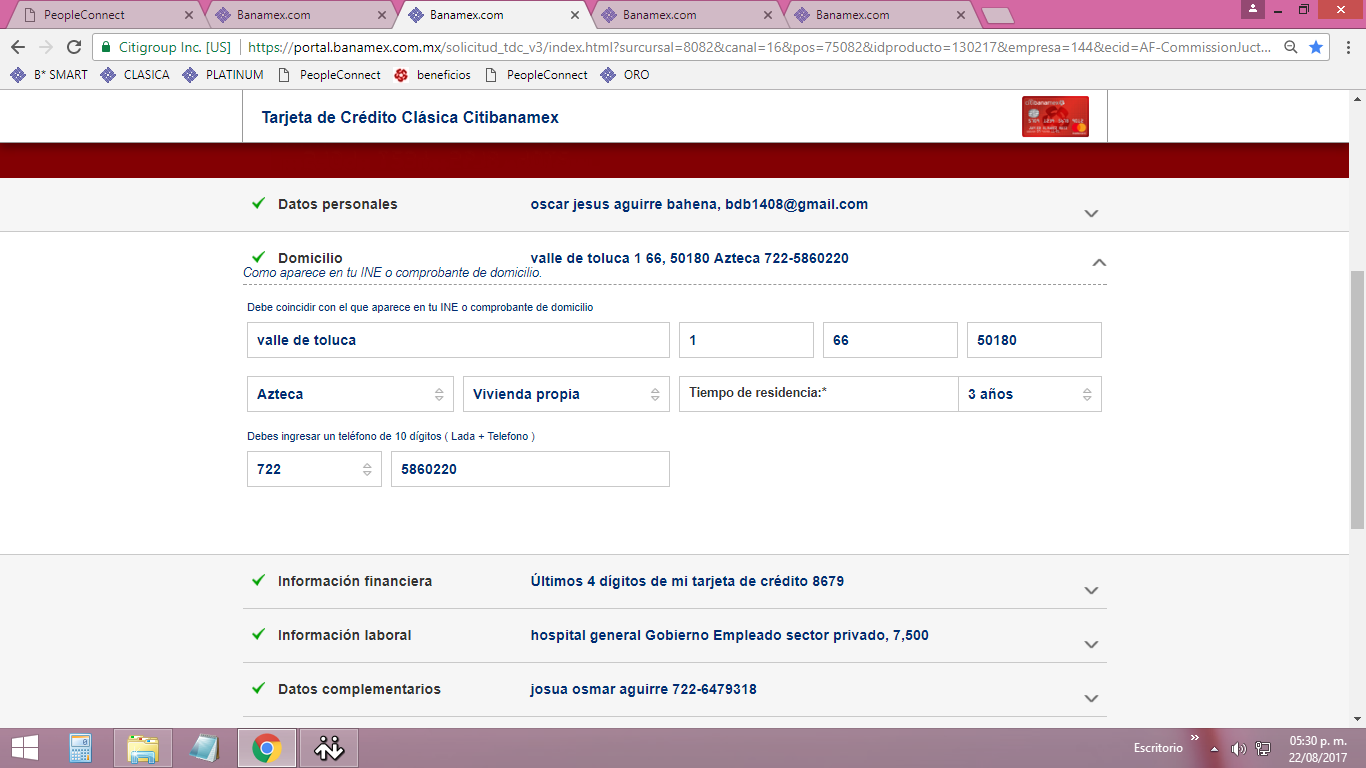 PeopleConnect
Banamex.com
Banamex.com
Banamex.com
Banamex.com
Citigroup Inc. [US] https://portal.banamex.com.mx/solicitud_tdc_v3/index.html?surcursal=8082&canal=16&pos=75082&idproducto=130217&empresa=144&ecid=AF-CommissionJuct...
B* SMART CLASICA PLATINUM PeopleConnect beneficios PeopleConnect ORO
Tarjeta de Crédito Clásica Citibanamex
Datos personales oscar jesus aguirre bahena, bdb1408@gmail.com
Domicilio valle de toluca 1 66, 50180 Azteca 722-5860220
Como aparece en tu INE o comprobante de domicilio.
Debe coincidir con el que aparece en tu INE o comprobante de domicilio
valle de toluca 1 66 50180
Azteca Vivienda propia Tiempo de residencia:* 3 años
Debes ingresar un teléfono de 10 dígitos ( Lada + Telefono )
722 5860220
Información financiera Últimos 4 dígitos de mi tarjeta de crédito 8679
Información laboral hospital general Gobierno Empleado sector privado, 7,500
Datos complementarios josua osmar aguirre 722-6479318
Escritorio
05:30 p. m.
22/08/2017